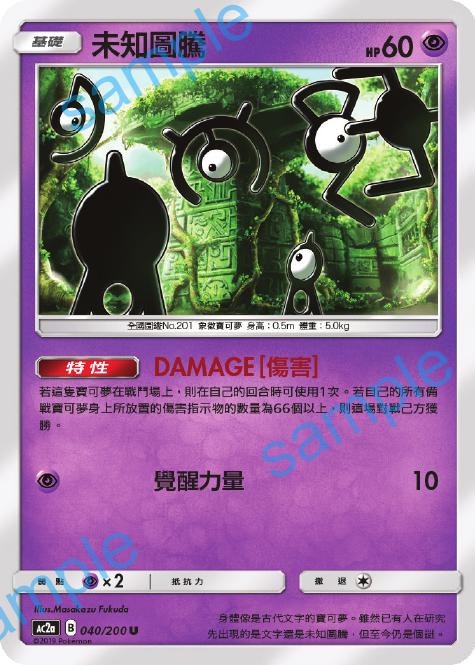 基礎 未知圖騰 HP60
全國圖鑑No.201 象徵寶可夢 身高：0.5m 體重：5.0kg
特性 DAMAGE[傷害]
若這隻寶可夢在戰鬥場上，則在自己的回合時可使用1次。若自己的所有備
戰寶可夢身上所放置的傷害指示物的數量為66個以上，則這場對戰己方獲
勝。
覺醒力量 10
弱點 ×2 抵抗力 撤退
Illus.Masakazu Fukuda
AC2a B 040/200 U
©2019 Pokémon
身體像是古代文字的寶可夢。雖然已有人在研究
先出現的是文字還是未知圖騰，但至今仍是個謎。
sample
sample
sample
sample